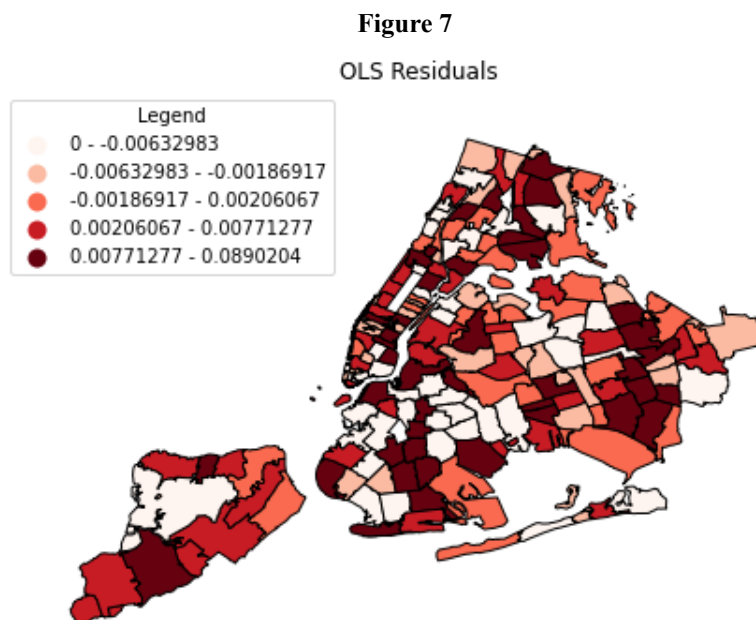 Figure 7
OLS Residuals
Legend
0 - -0.00632983
-0.00632983 - -0.00186917
-0.00186917 - 0.00206067
0.00206067 - 0.00771277
0.00771277 - 0.0890204